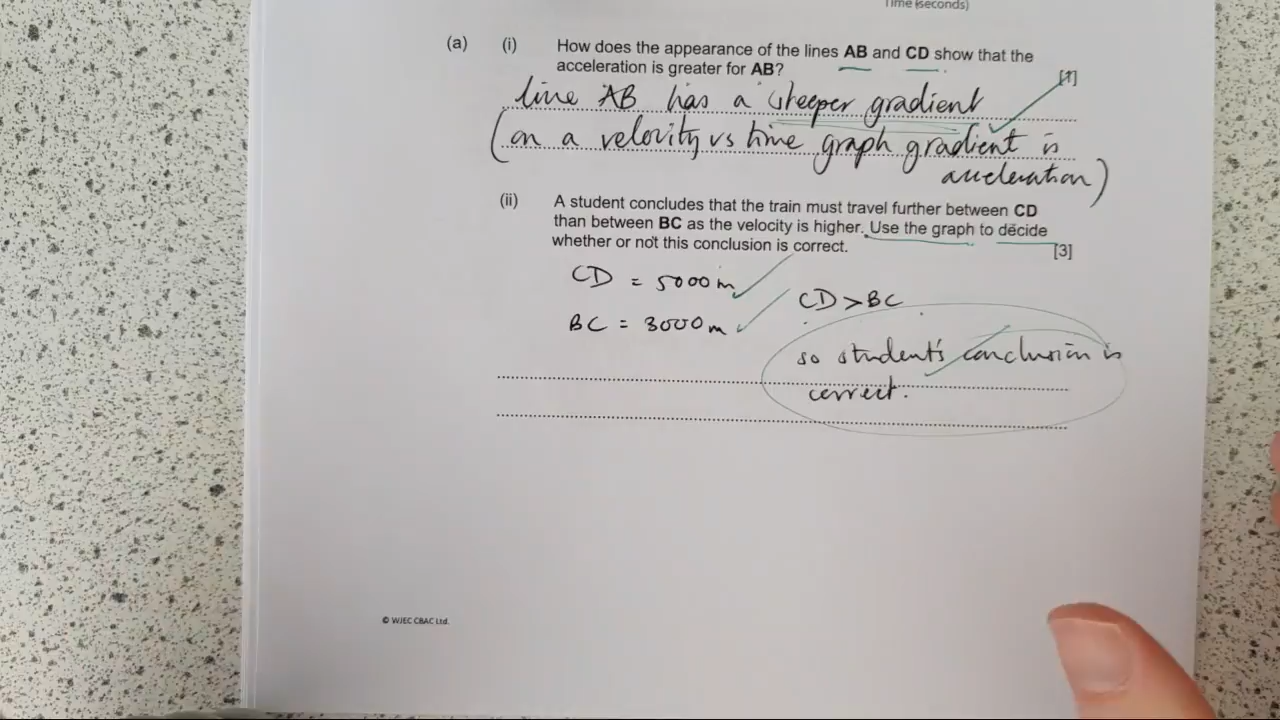 Time (seconds)
(a) (i) How does the appearance of the lines AB and CD show that the
acceleration is greater for AB?
[1]
line AB has a steeper gradient
(on a velocity vs time graph gradient is
acceleration)
(ii) A student concludes that the train must travel further between CD
than between BC as the velocity is higher. Use the graph to decide
whether or not this conclusion is correct.
[3]
CD = 5000 m
CD > BC
BC = 3000 m
so student's conclusion is
correct.
© WJEC CBAC Ltd.